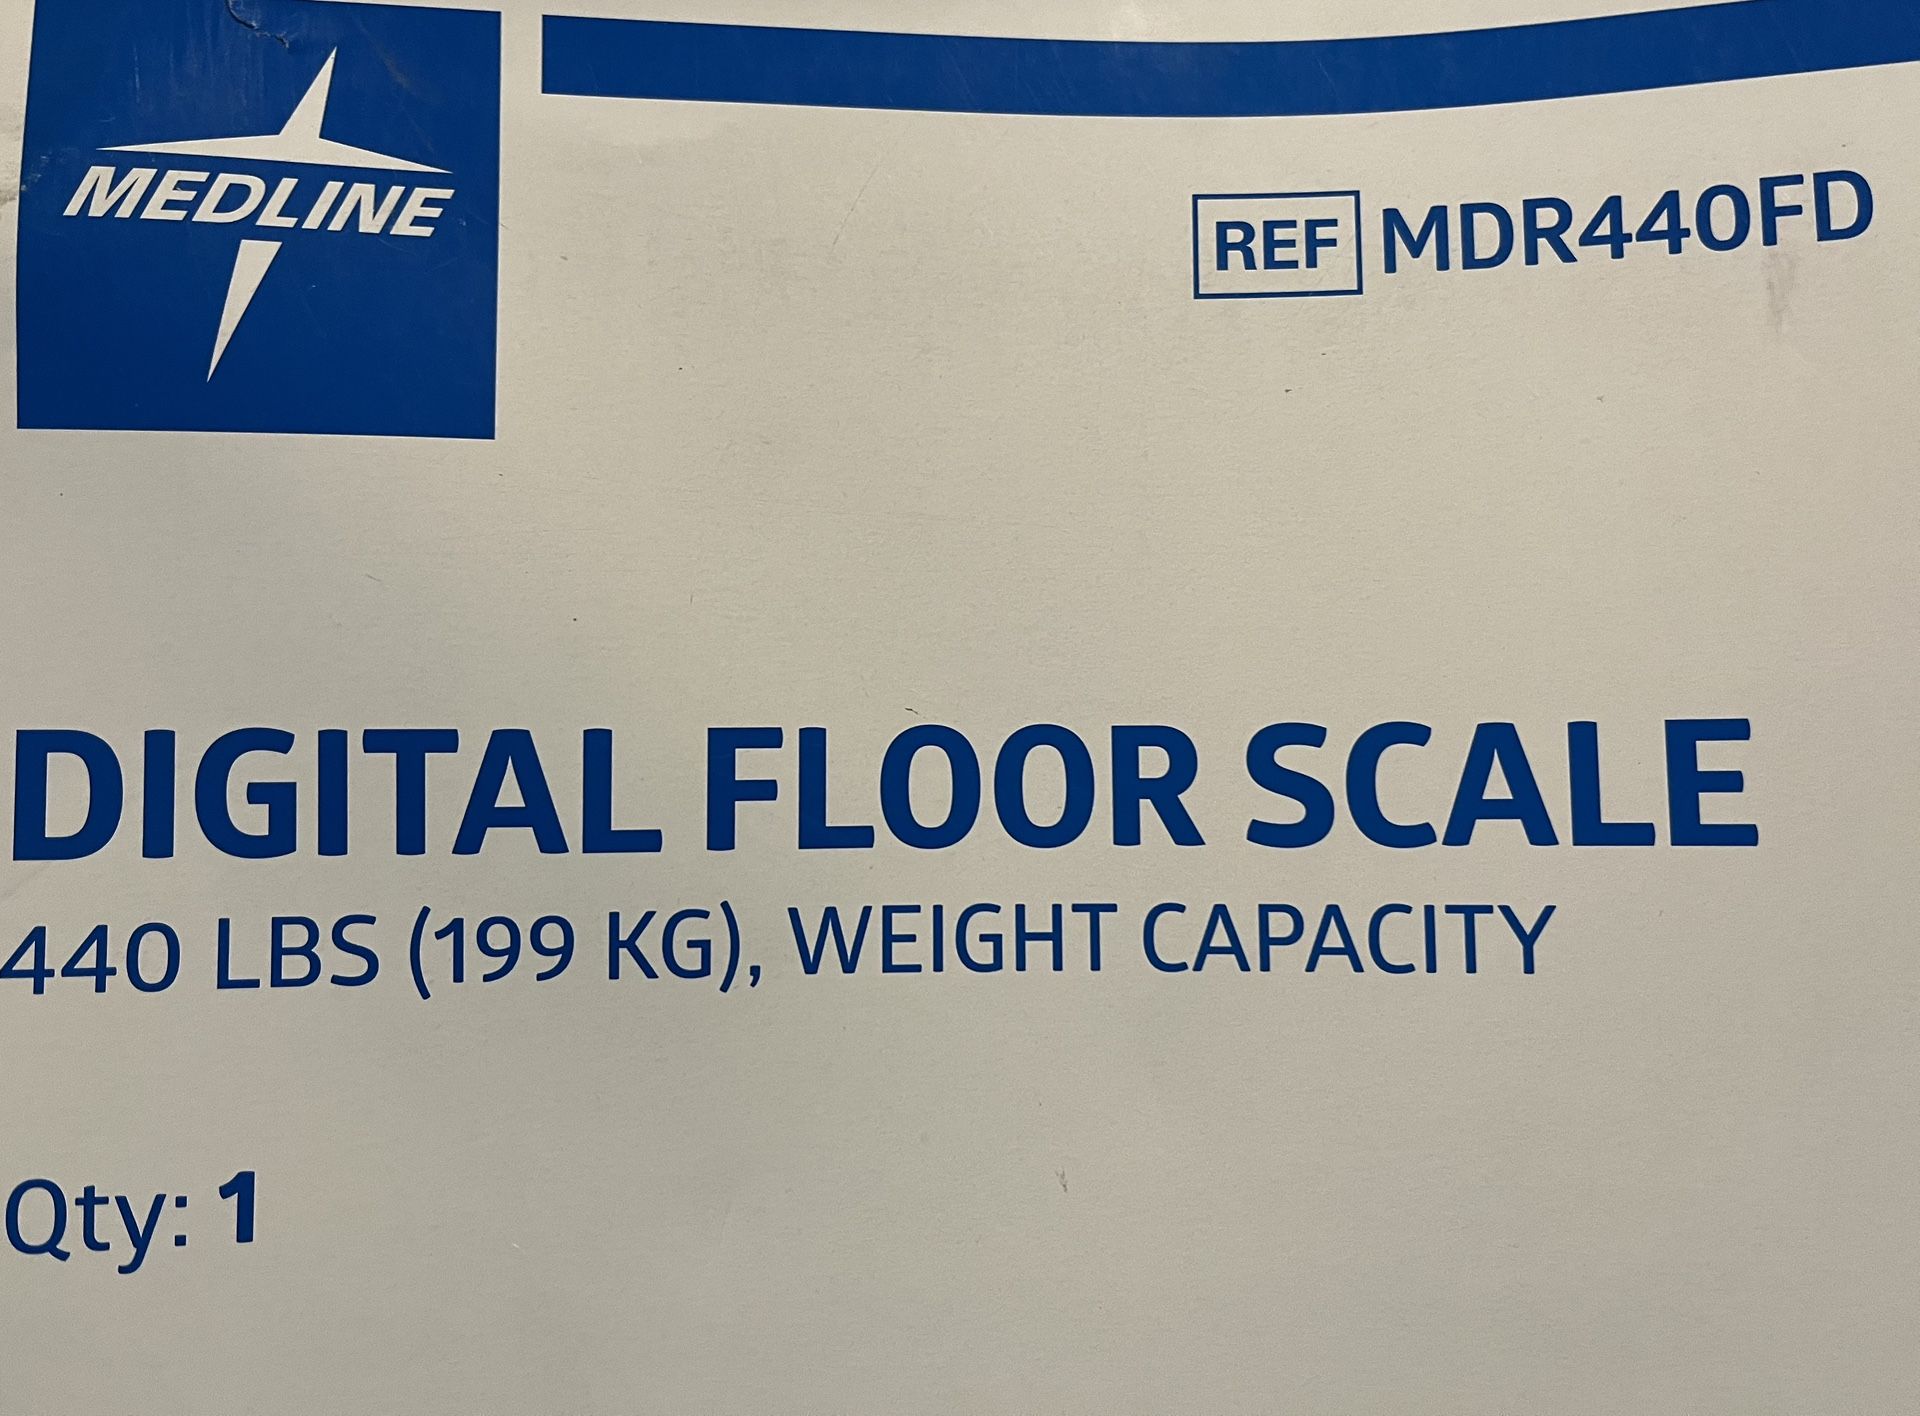 MEDLINE
REF MDR440FD
DIGITAL FLOOR SCALE
440 LBS (199 KG), WEIGHT CAPACITY
Qty: 1